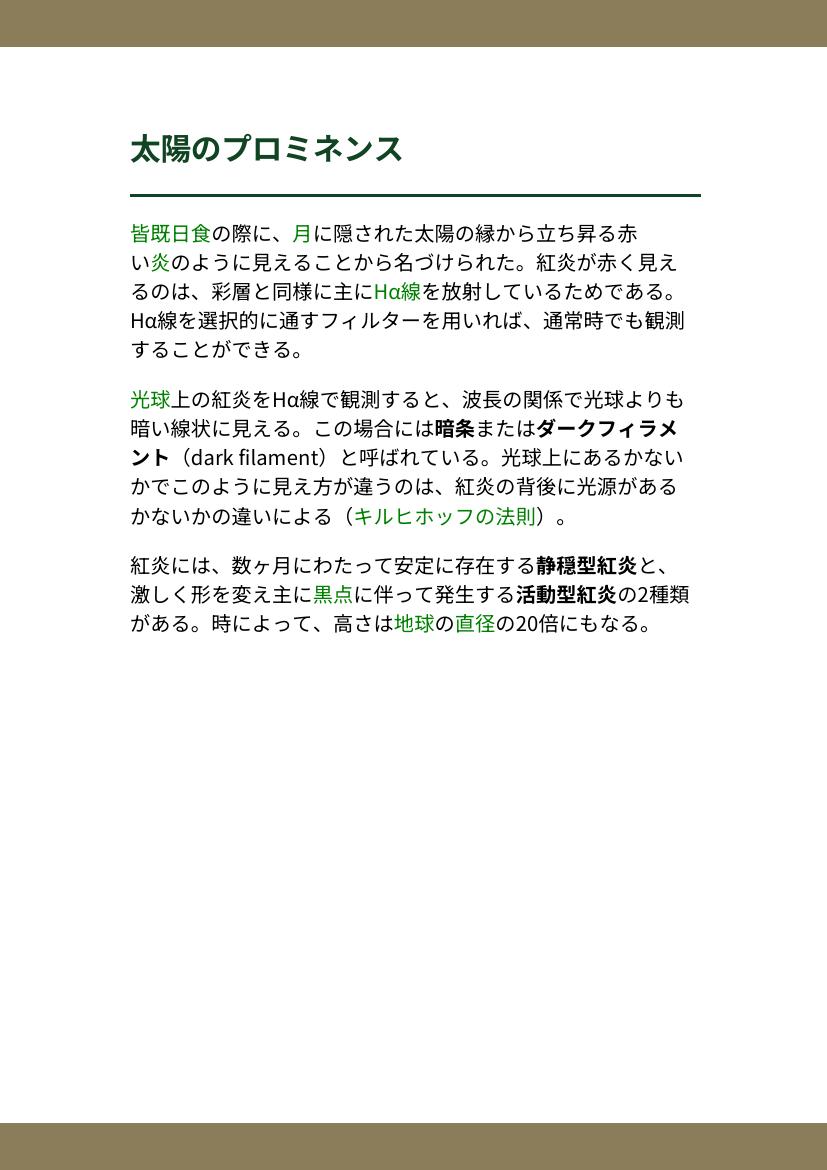 太陽のプロミネンス
皆既日食の際に、月に隠された太陽の縁から立ち昇る赤
い炎のように見えることから名づけられた。紅炎が赤く見え
るのは、彩層と同様に主にHα線を放射しているためである。
Hα線を選択的に通すフィルターを用いれば、通常時でも観測
することができる。
光球上の紅炎をHα線で観測すると、波長の関係で光球よりも
暗い線状に見える。この場合には暗条またはダークフィラメ
ント（dark filament）と呼ばれている。光球上にあるかない
かでこのように見え方が違うのは、紅炎の背後に光源がある
かないかの違いによる（キルヒホッフの法則）。
紅炎には、数ヶ月にわたって安定に存在する静穏型紅炎と、
激しく形を変え主に黒点に伴って発生する活動型紅炎の2種類
がある。時によって、高さは地球の直径の20倍にもなる。